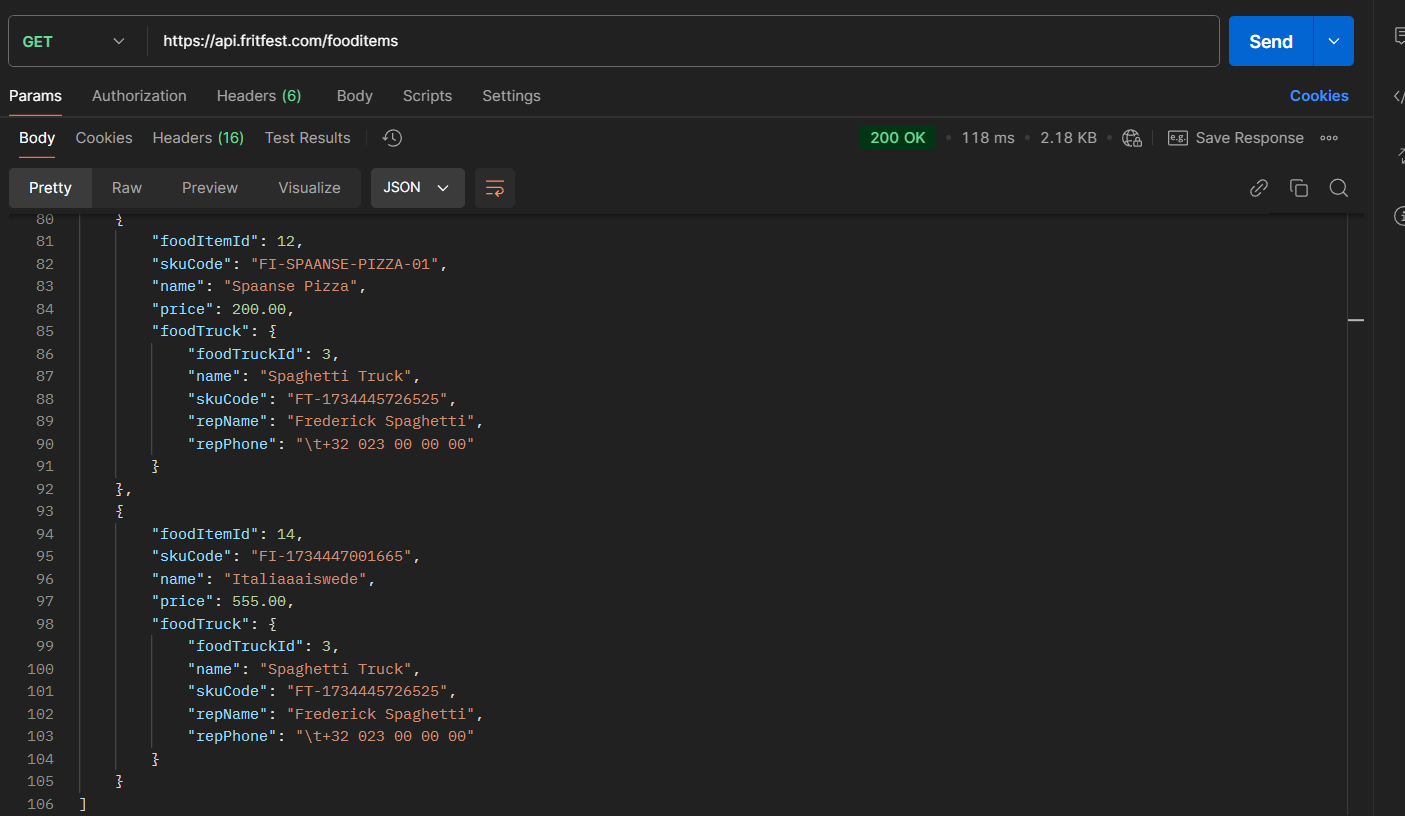 GET https://api.fritfest.com/fooditems Send
Params Authorization Headers (6) Body Scripts Settings Cookies
Body Cookies Headers (16) Test Results 200 OK • 118 ms • 2.18 KB • e.g. Save Response
Pretty Raw Preview Visualize JSON
80 {
81 "foodItemId": 12,
82 "skuCode": "FI-SPAANSE-PIZZA-01",
83 "name": "Spaanse Pizza",
84 "price": 200.00,
85 "foodTruck": {
86 "foodTruckId": 3,
87 "name": "Spaghetti Truck",
88 "skuCode": "FT-1734445726525",
89 "repName": "Frederick Spaghetti",
90 "repPhone": "\t+32 023 00 00 00"
91 }
92 },
93 {
94 "foodItemId": 14,
95 "skuCode": "FI-1734447001665",
96 "name": "Italiaaaiswede",
97 "price": 555.00,
98 "foodTruck": {
99 "foodTruckId": 3,
100 "name": "Spaghetti Truck",
101 "skuCode": "FT-1734445726525",
102 "repName": "Frederick Spaghetti",
103 "repPhone": "\t+32 023 00 00 00"
104 }
105 }
106 ]